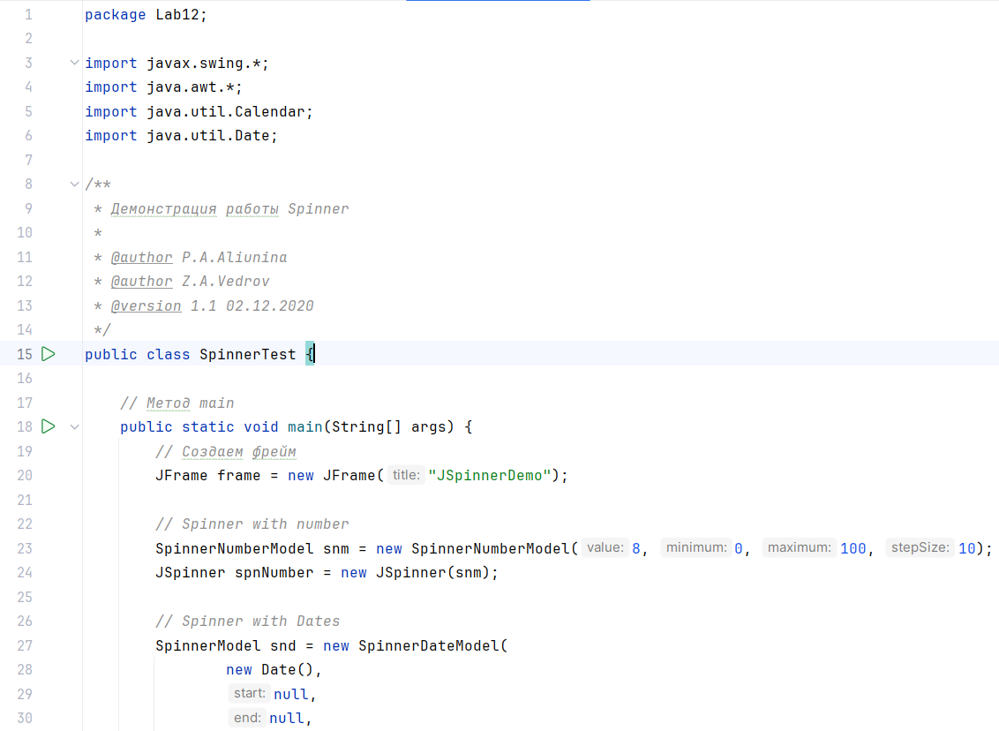 1 package Lab12;
2
3 import javax.swing.*;
4 import java.awt.*;
5 import java.util.Calendar;
6 import java.util.Date;
7
8 /**
9 * Демонстрация работы Spinner
10 *
11 * @author P.A.Aliunina
12 * @author Z.A.Vedrov
13 * @version 1.1 02.12.2020
14 */
15 public class SpinnerTest {
16
17 // Метод main
18 public static void main(String[] args) {
19 // Создаем фрейм
20 JFrame frame = new JFrame( title: "JSpinnerDemo");
21
22 // Spinner with number
23 SpinnerNumberModel snm = new SpinnerNumberModel( value: 8, minimum: 0, maximum: 100, stepSize: 10);
24 JSpinner spnNumber = new JSpinner(snm);
25
26 // Spinner with Dates
27 SpinnerModel snd = new SpinnerDateModel(
28 new Date(),
29 start: null,
30 end: null,